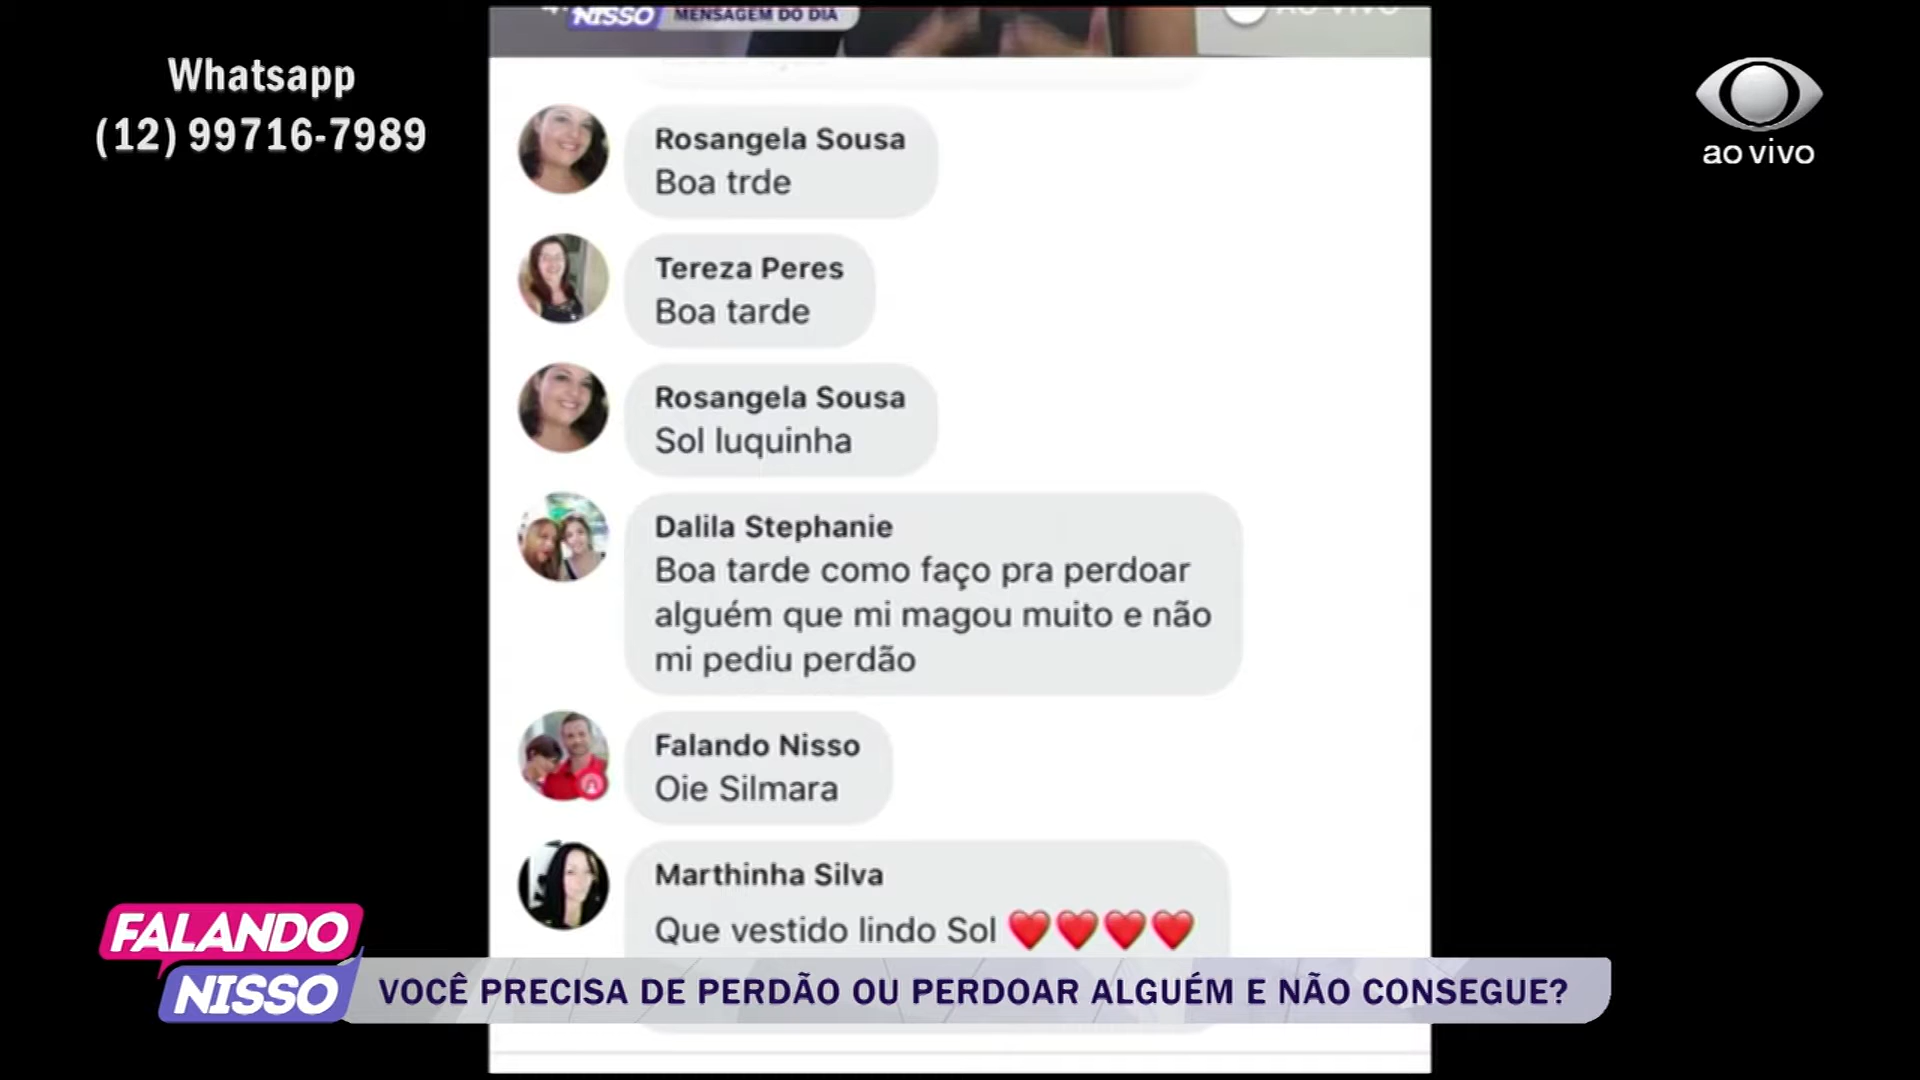 NISSO
MENSAGEM DO DIA
AO VIVO
Whatsapp
(12) 99716-7989
ao vivo
Rosangela Sousa
Boa trde
Tereza Peres
Boa tarde
Rosangela Sousa
Sol luquinha
Dalila Stephanie
Boa tarde como faço pra perdoar
alguém que mi magou muito e não
mi pediu perdão
Falando Nisso
Oie Silmara
Marthinha Silva
Que vestido lindo Sol ❤️❤️❤️❤️
FALANDO
NISSO
VOCÊ PRECISA DE PERDÃO OU PERDOAR ALGUÉM E NÃO CONSEGUE?